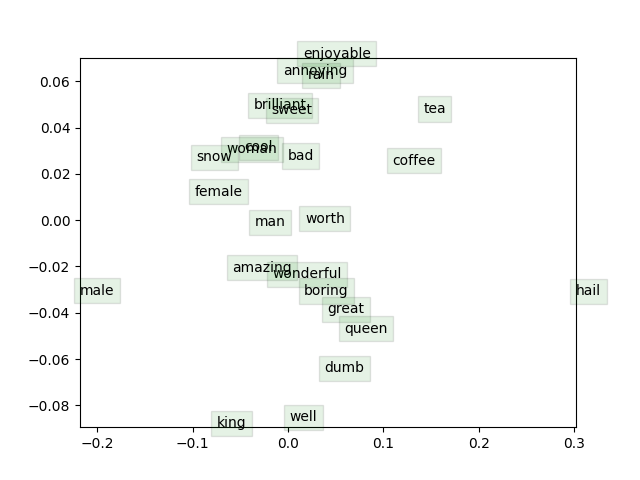 enjoyable
0.06
annoying
rain
brilliant
sweet
tea
0.04
cool
woman
snow
bad
coffee
0.02
female
0.00
man
worth
amazing
−0.02
wonderful
male
boring
hail
great
−0.04
queen
dumb
−0.06
−0.08
king
well
−0.2
−0.1
0.0
0.1
0.2
0.3